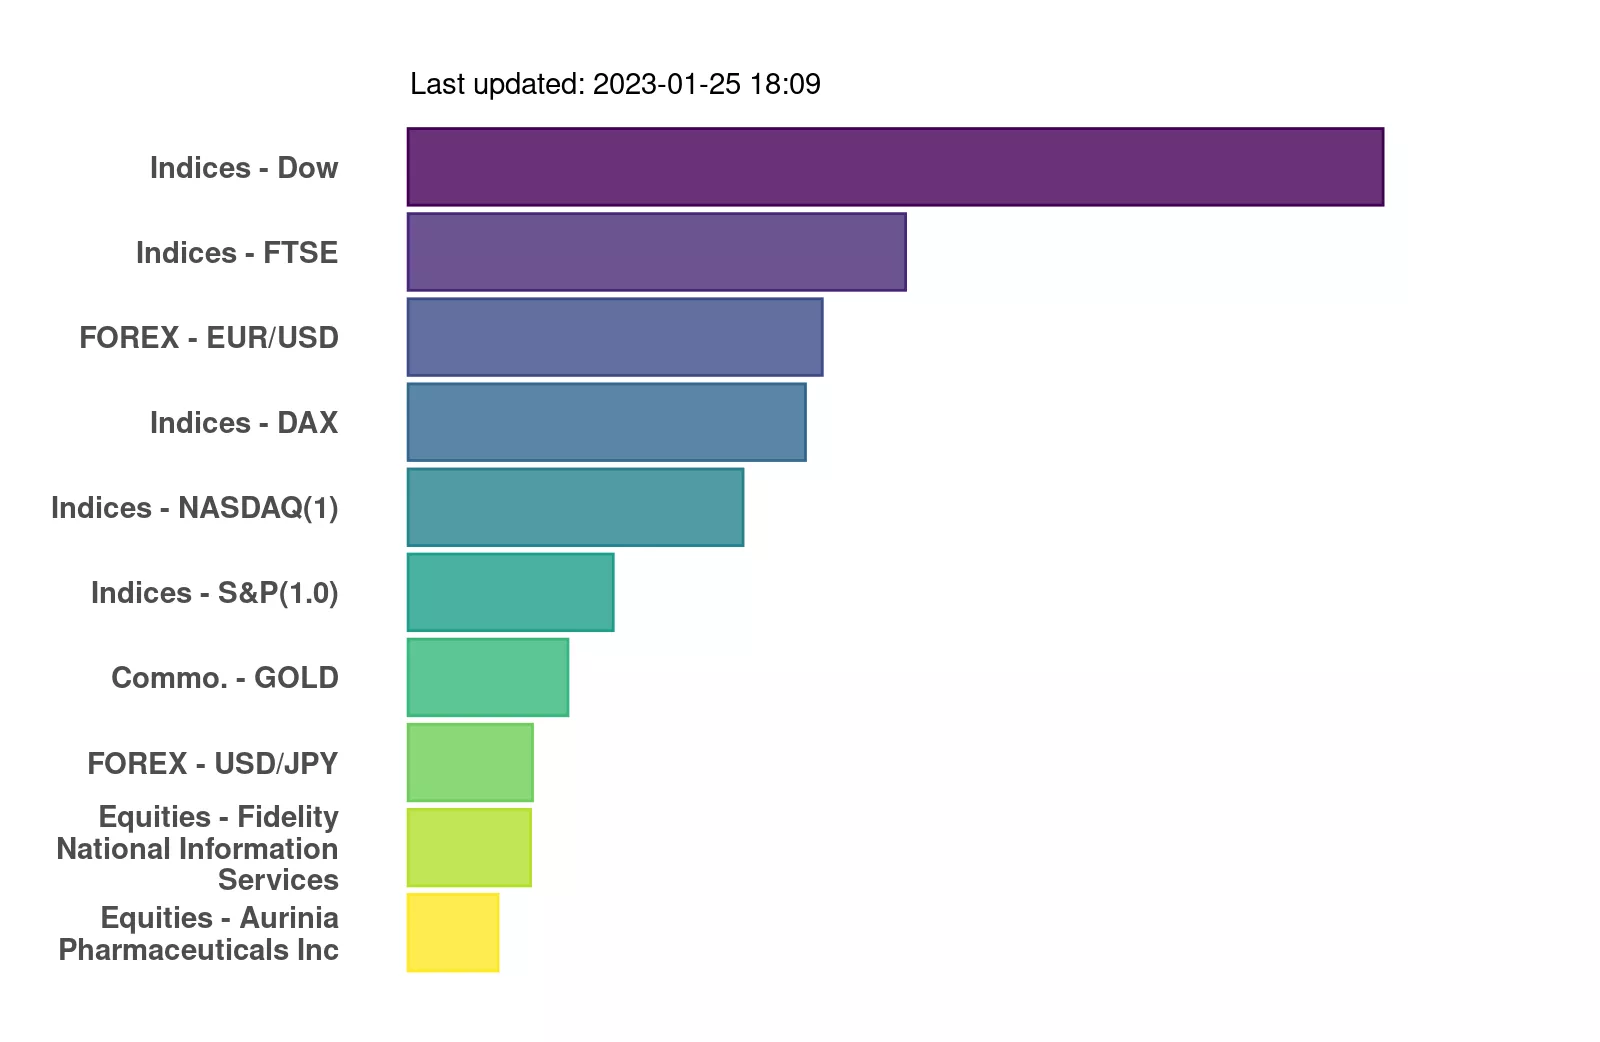 Last updated: 2023-01-25 18:09
Indices - Dow
Indices - FTSE
FOREX - EUR/USD
Indices - DAX
Indices - NASDAQ(1)
Indices - S&P(1.0)
Commo. - GOLD
FOREX - USD/JPY
Equities - Fidelity
National Information
Services
Equities - Aurinia
Pharmaceuticals Inc